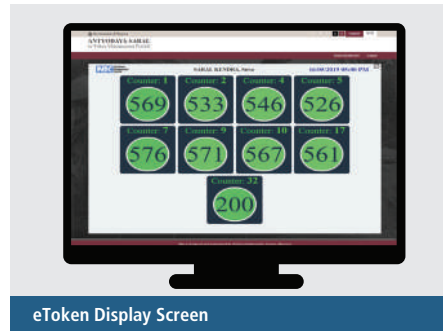 ANTYODAYA SARAL
SARAL KENDRA,
Counter: 1 Counter: 2 Counter: 4 Counter: 5
569 533 546 526
Counter: 7 Counter: 9 Counter: 10 Counter: 17
576 571 567 561
Counter: 32
200
eToken Display Screen